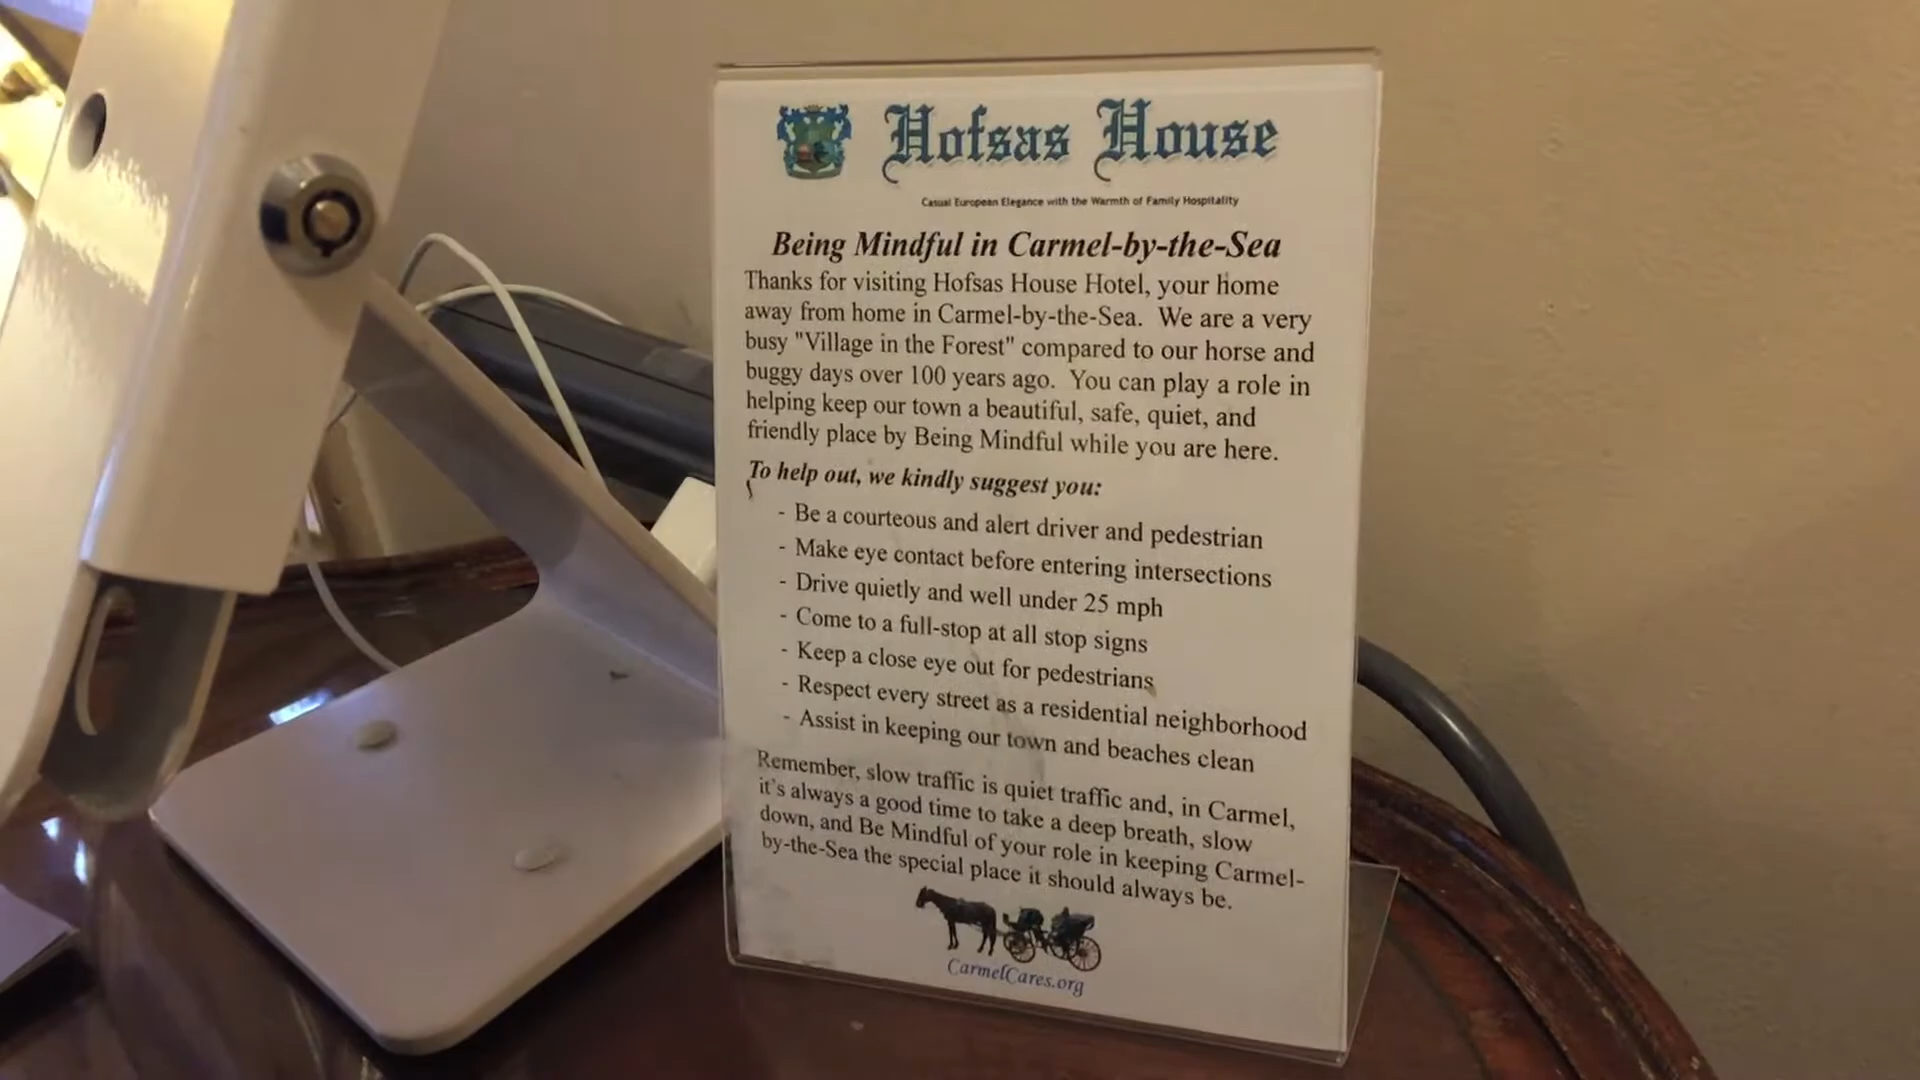 Hofsas House
Casual European Elegance with the Warmth of Family Hospitality
Being Mindful in Carmel-by-the-Sea
Thanks for visiting Hofsas House Hotel, your home
away from home in Carmel-by-the-Sea. We are a very
busy "Village in the Forest" compared to our horse and
buggy days over 100 years ago. You can play a role in
helping keep our town a beautiful, safe, quiet, and
friendly place by Being Mindful while you are here.
To help out, we kindly suggest you:
- Be a courteous and alert driver and pedestrian
- Make eye contact before entering intersections
- Drive quietly and well under 25 mph
- Come to a full-stop at all stop signs
- Keep a close eye out for pedestrians
- Respect every street as a residential neighborhood
- Assist in keeping our town and beaches clean
Remember, slow traffic is quiet traffic and, in Carmel,
it's always a good time to take a deep breath, slow
down, and Be Mindful of your role in keeping Carmel-
by-the-Sea the special place it should always be.
CarmelCares.org